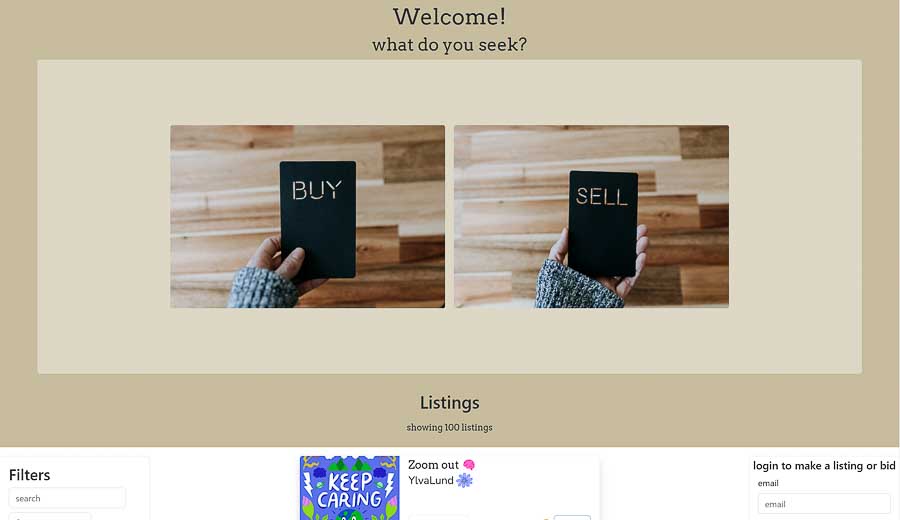 Welcome!
what do you seek?
BUY
SELL
Listings
showing 100 listings
Filters
search
KEEP
CARING
Zoom out 🧠
YlvaLund
login to make a listing or bid
email
email